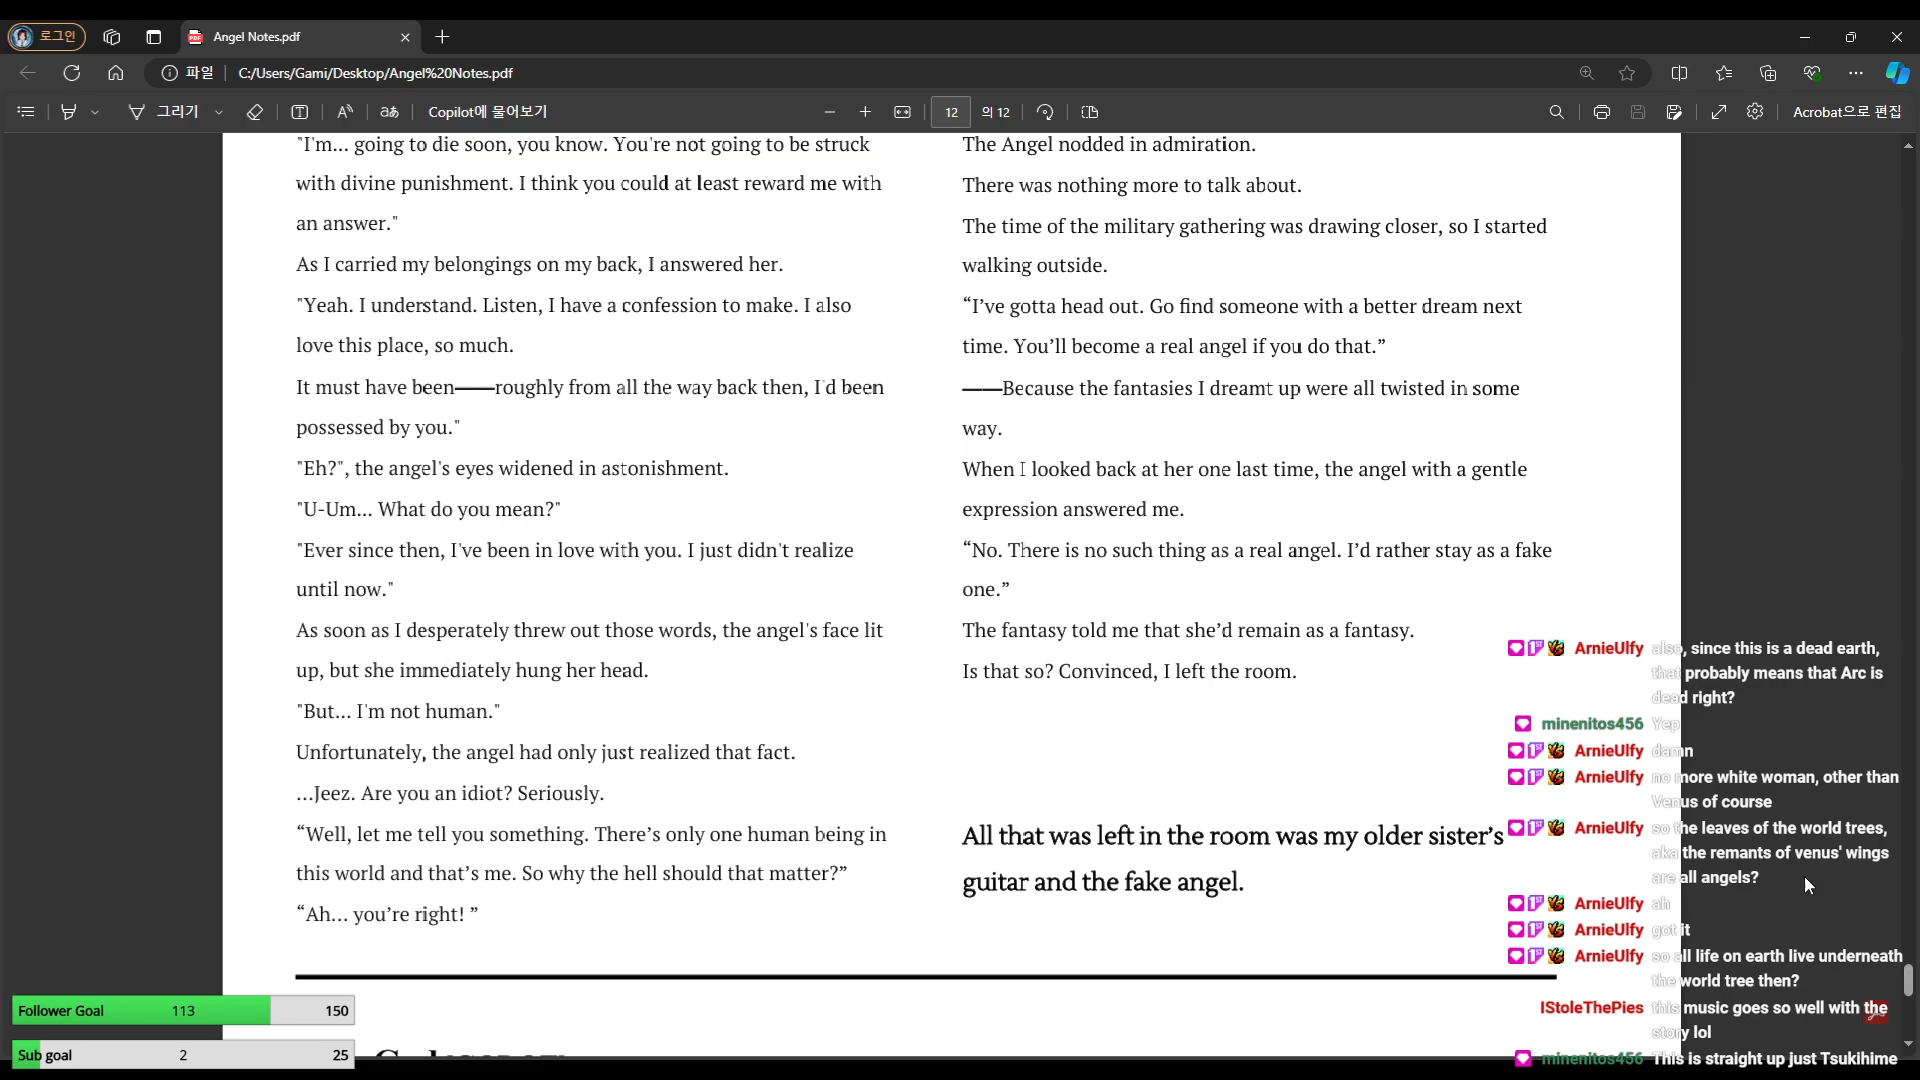 로그인
Angel Notes.pdf
파일
C:/Users/Gami/Desktop/Angel%20Notes.pdf
그리기
Copilot에 물어보기
12
의 12
Acrobat으로 편집
"I'm... going to die soon, you know. You're not going to be struck
with divine punishment. I think you could at least reward me with
an answer."
As I carried my belongings on my back, I answered her.
"Yeah. I understand. Listen, I have a confession to make. I also
love this place, so much.
It must have been——roughly from all the way back then, I'd been
possessed by you."
"Eh?", the angel's eyes widened in astonishment.
"U-Um... What do you mean?"
"Ever since then, I've been in love with you. I just didn't realize
until now."
As soon as I desperately threw out those words, the angel's face lit
up, but she immediately hung her head.
"But... I'm not human."
Unfortunately, the angel had only just realized that fact.
...Jeez. Are you an idiot? Seriously.
“Well, let me tell you something. There’s only one human being in
this world and that’s me. So why the hell should that matter?”
“Ah... you’re right! ”
The Angel nodded in admiration.
There was nothing more to talk about.
The time of the military gathering was drawing closer, so I started
walking outside.
“I’ve gotta head out. Go find someone with a better dream next
time. You’ll become a real angel if you do that.”
——Because the fantasies I dreamt up were all twisted in some
way.
When I looked back at her one last time, the angel with a gentle
expression answered me.
“No. There is no such thing as a real angel. I’d rather stay as a fake
one.”
The fantasy told me that she’d remain as a fantasy.
Is that so? Convinced, I left the room.
All that was left in the room was my older sister’s
guitar and the fake angel.
ArnieUlfy also, since this is a dead earth,
that probably means that Arc is
dead right?
minenitos456 Yep
ArnieUlfy damn
ArnieUlfy no more white woman, other than
Venus of course
ArnieUlfy so the leaves of the world trees,
aka the remants of venus' wings
are all angels?
ArnieUlfy ah
ArnieUlfy got it
ArnieUlfy so all life on earth live underneath
the world tree then?
IStoleThePies this music goes so well with the
story lol
minenitos456 This is straight up just Tsukihime
Follower Goal 113 150
Sub goal 2 25